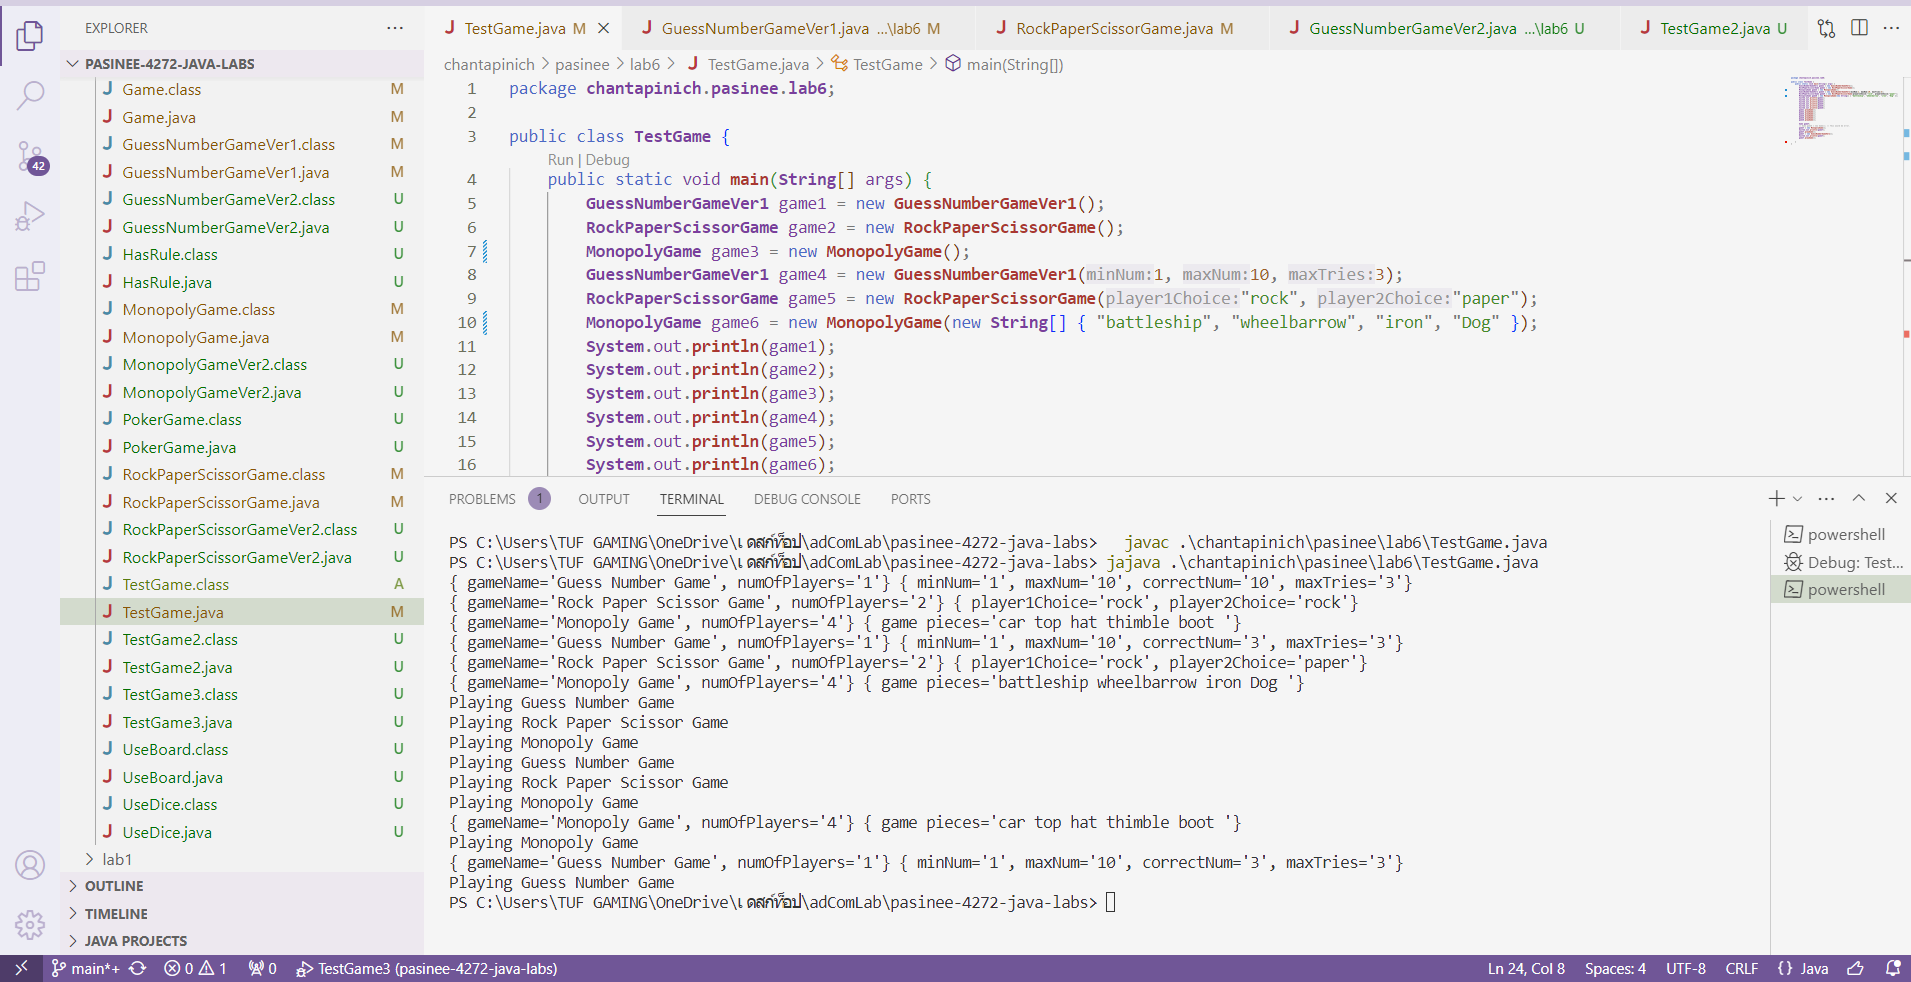 EXPLORER
PASINEE-4272-JAVA-LABS
Game.class M
Game.java M
GuessNumberGameVer1.class M
GuessNumberGameVer1.java M
GuessNumberGameVer2.class U
GuessNumberGameVer2.java U
HasRule.class U
HasRule.java U
MonopolyGame.class M
MonopolyGame.java M
MonopolyGameVer2.class U
MonopolyGameVer2.java U
PokerGame.class U
PokerGame.java U
RockPaperScissorGame.class M
RockPaperScissorGame.java M
RockPaperScissorGameVer2.class U
RockPaperScissorGameVer2.java U
TestGame.class A
TestGame.java M
TestGame2.class U
TestGame2.java U
TestGame3.class U
TestGame3.java U
UseBoard.class U
UseBoard.java U
UseDice.class U
UseDice.java U
lab1
OUTLINE
TIMELINE
JAVA PROJECTS
42
TestGame.java M
GuessNumberGameVer1.java ...\lab6 M
RockPaperScissorGame.java M
GuessNumberGameVer2.java ...\lab6 U
TestGame2.java U
chantapinich > pasinee > lab6 > TestGame.java > TestGame > main(String[])
1 package chantapinich.pasinee.lab6;
2
3 public class TestGame {
Run | Debug
4 public static void main(String[] args) {
5 GuessNumberGameVer1 game1 = new GuessNumberGameVer1();
6 RockPaperScissorGame game2 = new RockPaperScissorGame();
7 MonopolyGame game3 = new MonopolyGame();
8 GuessNumberGameVer1 game4 = new GuessNumberGameVer1(minNum:1, maxNum:10, maxTries:3);
9 RockPaperScissorGame game5 = new RockPaperScissorGame(player1Choice:"rock", player2Choice:"paper");
10 MonopolyGame game6 = new MonopolyGame(new String[] { "battleship", "wheelbarrow", "iron", "Dog" });
11 System.out.println(game1);
12 System.out.println(game2);
13 System.out.println(game3);
14 System.out.println(game4);
15 System.out.println(game5);
16 System.out.println(game6);
PROBLEMS 1 OUTPUT TERMINAL DEBUG CONSOLE PORTS
PS C:\Users\TUF GAMING\OneDrive\เดสก์ท็อป\adComLab\pasinee-4272-java-labs> javac .\chantapinich\pasinee\lab6\TestGame.java
PS C:\Users\TUF GAMING\OneDrive\เดสก์ท็อป\adComLab\pasinee-4272-java-labs> jajava .\chantapinich\pasinee\lab6\TestGame.java
{ gameName='Guess Number Game', numOfPlayers='1'} { minNum='1', maxNum='10', correctNum='10', maxTries='3'}
{ gameName='Rock Paper Scissor Game', numOfPlayers='2'} { player1Choice='rock', player2Choice='rock'}
{ gameName='Monopoly Game', numOfPlayers='4'} { game pieces='car top hat thimble boot '}
{ gameName='Guess Number Game', numOfPlayers='1'} { minNum='1', maxNum='10', correctNum='3', maxTries='3'}
{ gameName='Rock Paper Scissor Game', numOfPlayers='2'} { player1Choice='rock', player2Choice='paper'}
{ gameName='Monopoly Game', numOfPlayers='4'} { game pieces='battleship wheelbarrow iron Dog '}
Playing Guess Number Game
Playing Rock Paper Scissor Game
Playing Monopoly Game
Playing Guess Number Game
Playing Rock Paper Scissor Game
Playing Monopoly Game
{ gameName='Monopoly Game', numOfPlayers='4'} { game pieces='car top hat thimble boot '}
Playing Monopoly Game
{ gameName='Guess Number Game', numOfPlayers='1'} { minNum='1', maxNum='10', correctNum='3', maxTries='3'}
Playing Guess Number Game
PS C:\Users\TUF GAMING\OneDrive\เดสก์ท็อป\adComLab\pasinee-4272-java-labs>
powershell
Debug: Test...
powershell
main*+ 0 1 0 TestGame3 (pasinee-4272-java-labs) Ln 24, Col 8 Spaces: 4 UTF-8 CRLF {} Java